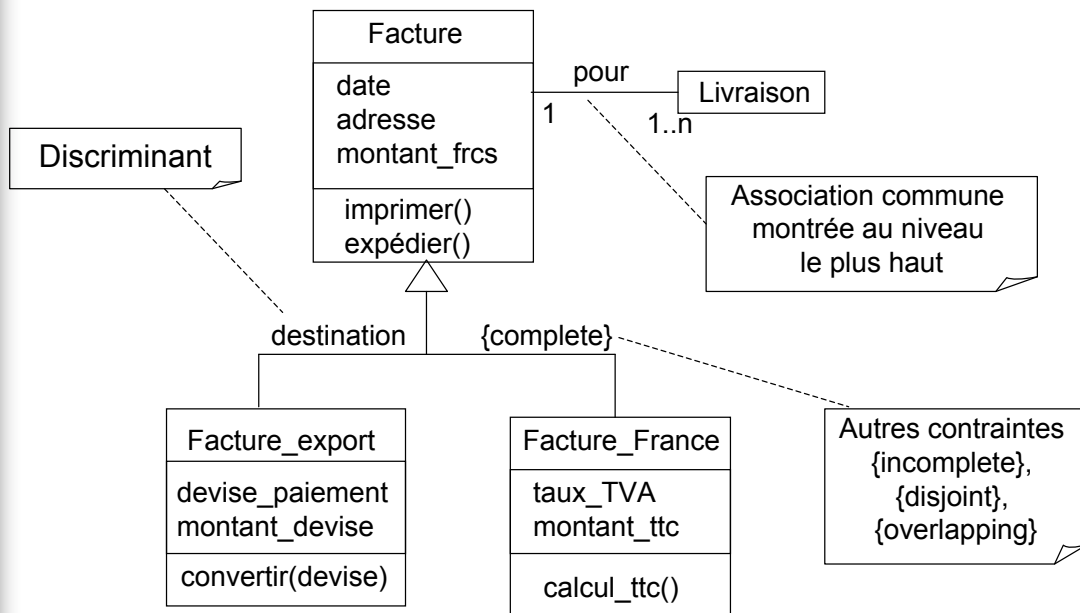 Facture
date
adresse
montant_frcs
imprimer()
expédier()
pour
1
1..n
Livraison
Discriminant
Association commune
montrée au niveau
le plus haut
destination
{complete}
Facture_export
devise_paiement
montant_devise
convertir(devise)
Facture_France
taux_TVA
montant_ttc
calcul_ttc()
Autres contraintes
{incomplete},
{disjoint},
{overlapping}